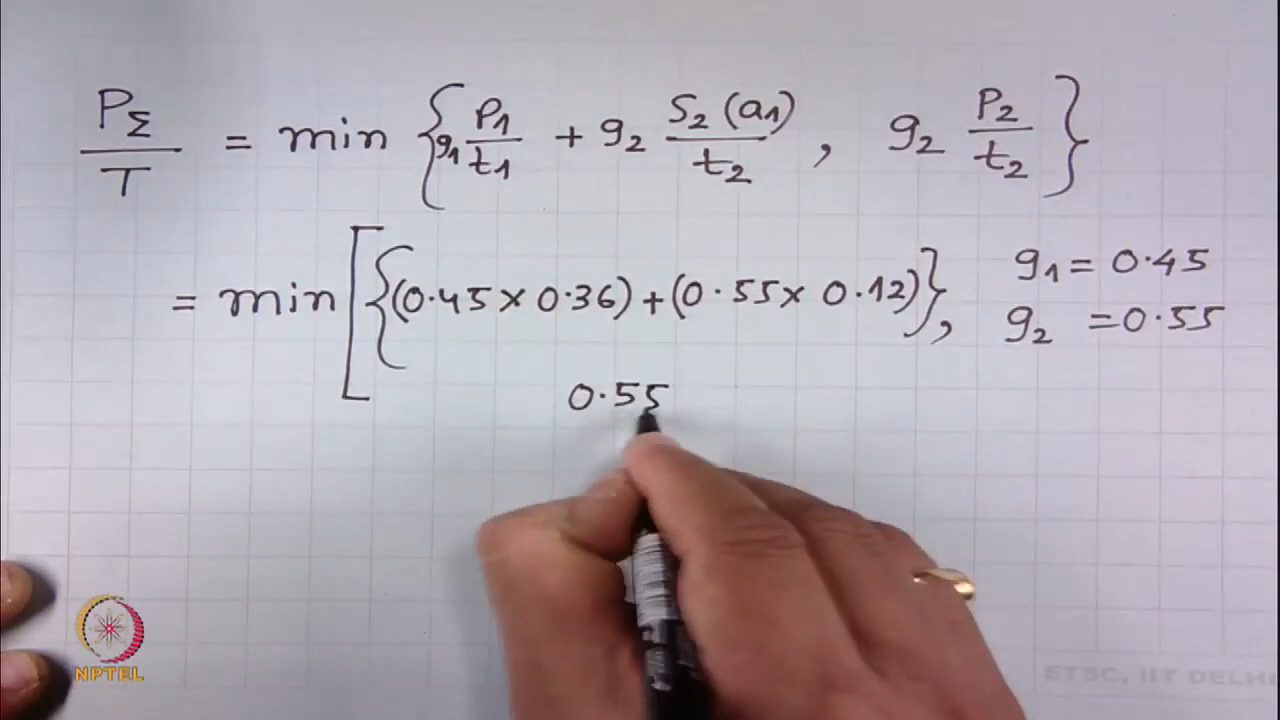 PΣ/T = min {g1 p1/t1 + g2 S2(a1)/t2 , g2 P2/t2}
= min [{(0.45 x 0.36) + (0.55 x 0.12)}, g1 = 0.45
g2 = 0.55
0.55
NPTEL
ETSC, IIT DELH